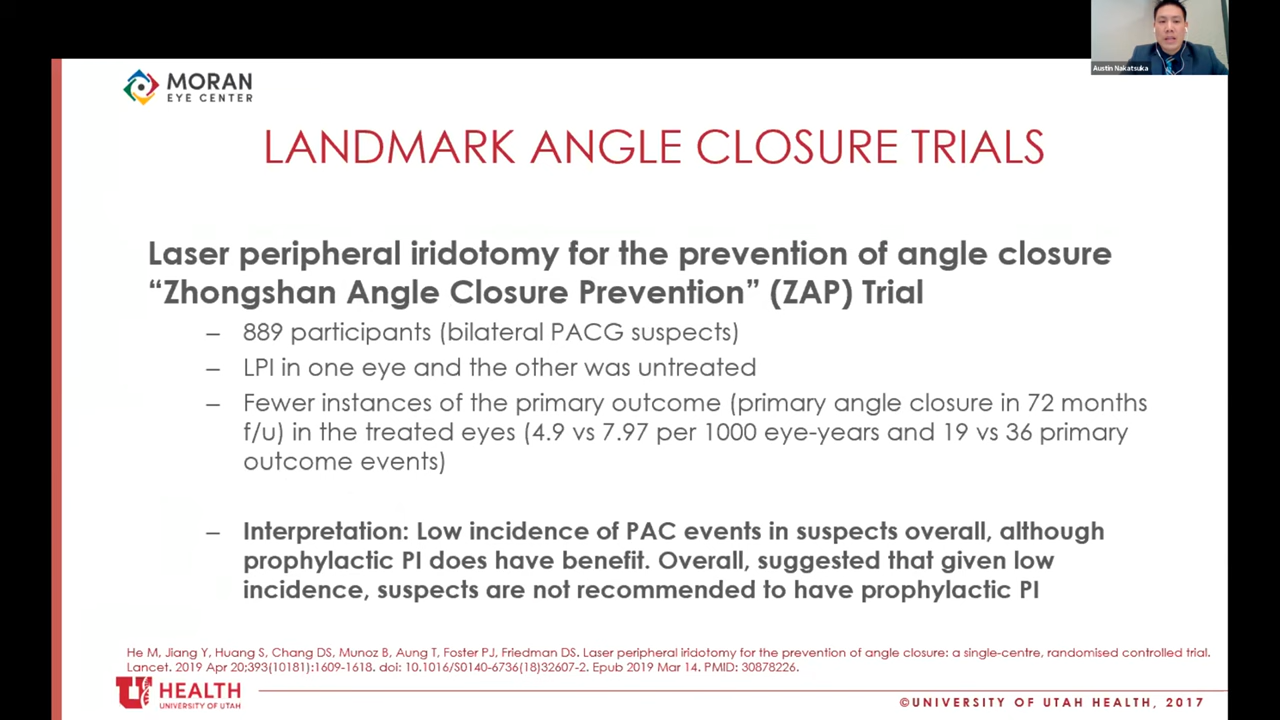 Austin Nakatsuka
MORAN
EYE CENTER
LANDMARK ANGLE CLOSURE TRIALS
Laser peripheral iridotomy for the prevention of angle closure
“Zhongshan Angle Closure Prevention” (ZAP) Trial
– 889 participants (bilateral PACG suspects)
– LPI in one eye and the other was untreated
– Fewer instances of the primary outcome (primary angle closure in 72 months
f/u) in the treated eyes (4.9 vs 7.97 per 1000 eye-years and 19 vs 36 primary
outcome events)
– Interpretation: Low incidence of PAC events in suspects overall, although
prophylactic PI does have benefit. Overall, suggested that given low
incidence, suspects are not recommended to have prophylactic PI
He M, Jiang Y, Huang S, Chang DS, Munoz B, Aung T, Foster PJ, Friedman DS. Laser peripheral iridotomy for the prevention of angle closure: a single-centre, randomised controlled trial.
Lancet. 2019 Apr 20;393(10181):1609-1618. doi: 10.1016/S0140-6736(18)32607-2. Epub 2019 Mar 14. PMID: 30878226.
U HEALTH
UNIVERSITY OF UTAH
©UNIVERSITY OF UTAH HEALTH, 2017